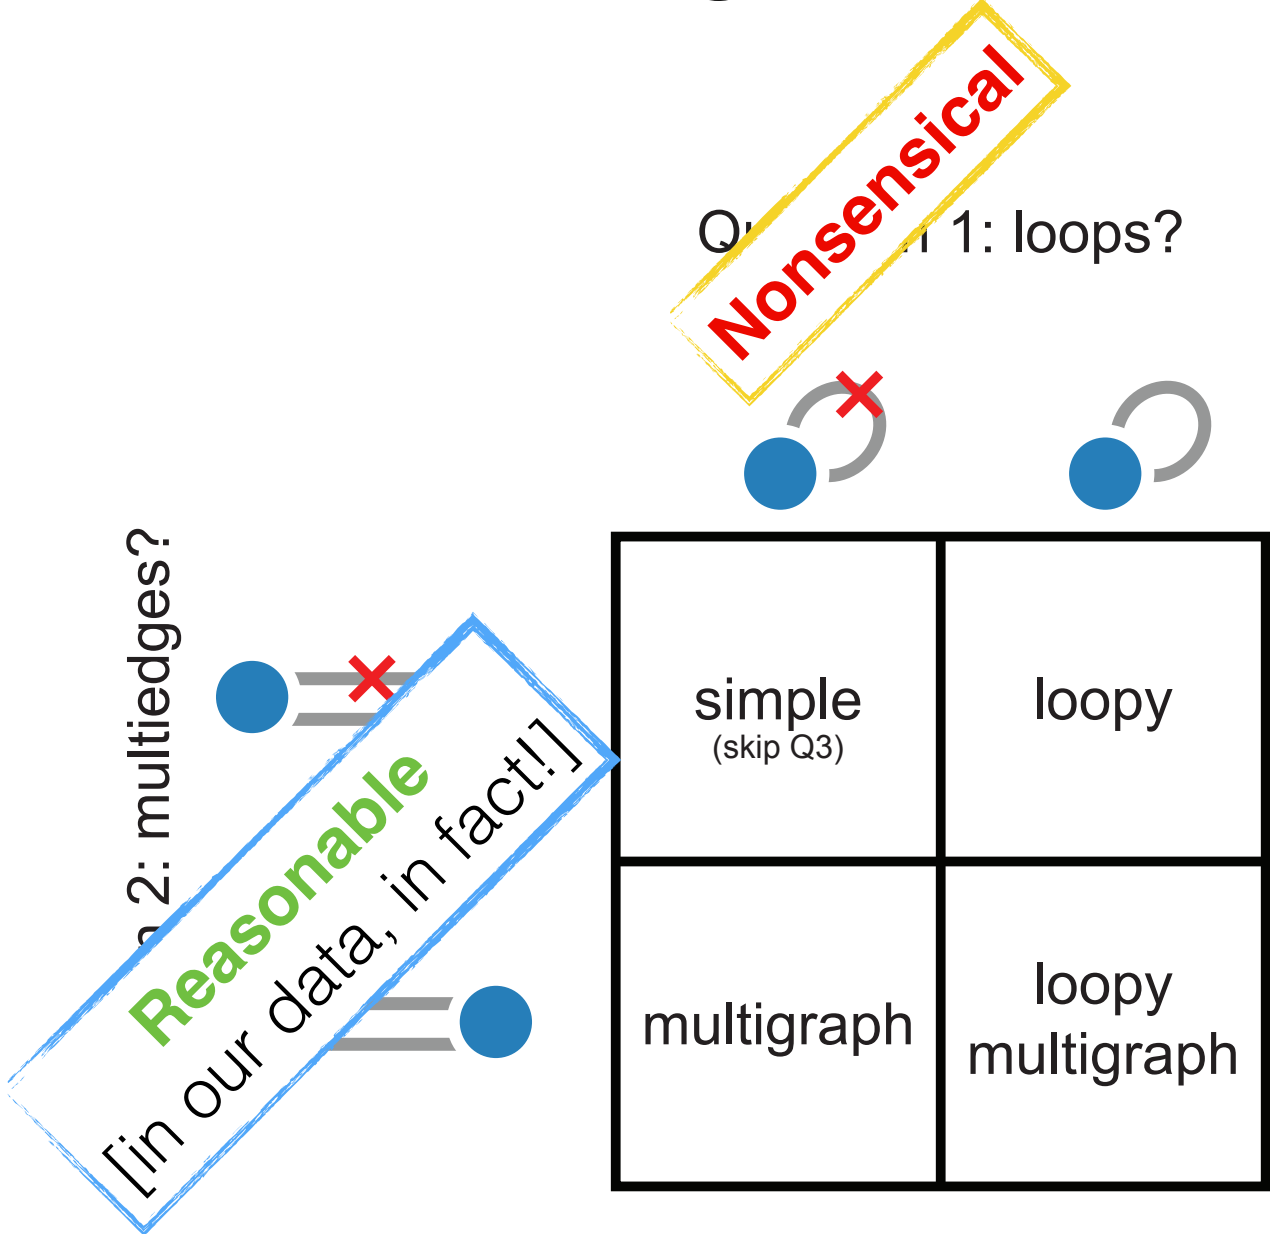 Nonsensical
1: loops?
2: multiedges?
Reasonable
[in our data, in fact!]
simple
(skip Q3)
loopy
multigraph
loopy
multigraph